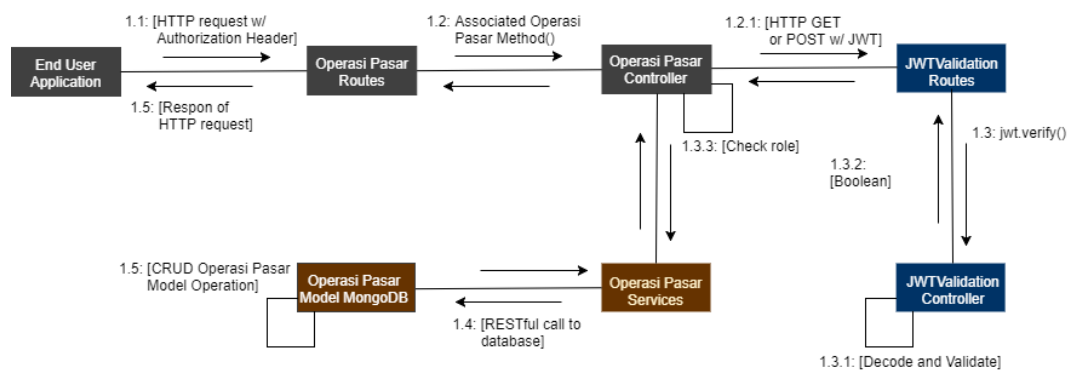 1.1: [HTTP request w/
Authorization Header]
1.2: Associated Operasi
Pasar Method()
1.2.1: [HTTP GET
or POST w/ JWT]
End User
Application
Operasi Pasar
Routes
Operasi Pasar
Controller
JWTValidation
Routes
1.5: [Respon of
HTTP request]
1.3.3: [Check role]
1.3: jwt.verify()
1.3.2:
[Boolean]
1.5: [CRUD Operasi Pasar
Model Operation]
Operasi Pasar
Model MongoDB
Operasi Pasar
Services
JWTValidation
Controller
1.4: [RESTful call to
database]
1.3.1: [Decode and Validate]